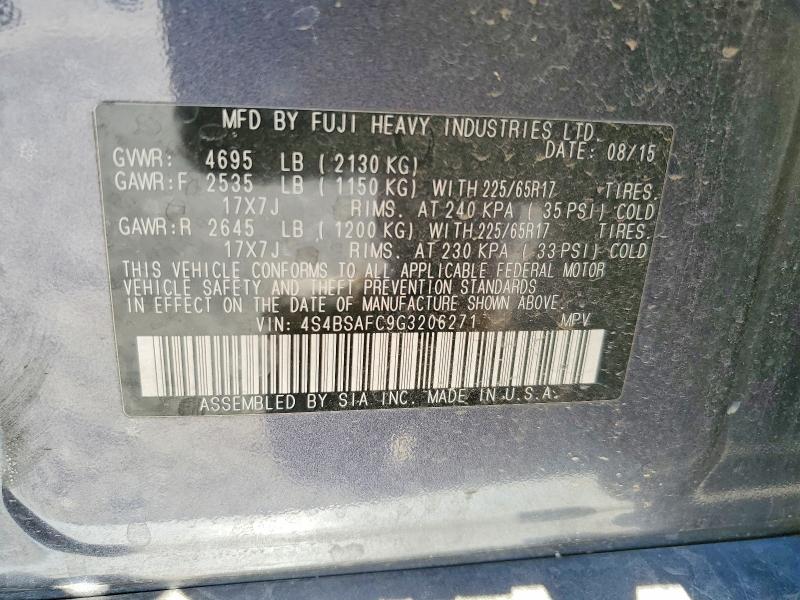 MFD BY FUJI HEAVY INDUSTRIES LTD.
DATE: 08/15
GVWR: 4695 LB (2130 KG)
GAWR:F 2535 LB (1150 KG) WITH 225/65R17 TIRES.
17X7J RIMS. AT 240 KPA (35 PSI) COLD
GAWR:R 2645 LB (1200 KG) WITH 225/65R17 TIRES.
17X7J RIMS. AT 230 KPA (33 PSI) COLD
THIS VEHICLE CONFORMS TO ALL APPLICABLE FEDERAL MOTOR
VEHICLE SAFETY AND THEFT PREVENTION STANDARDS
IN EFFECT ON THE DATE OF MANUFACTURE SHOWN ABOVE.
VIN: 4S4BSAFC9G3206271 MPV
ASSEMBLED BY SIA INC. MADE IN U.S.A.